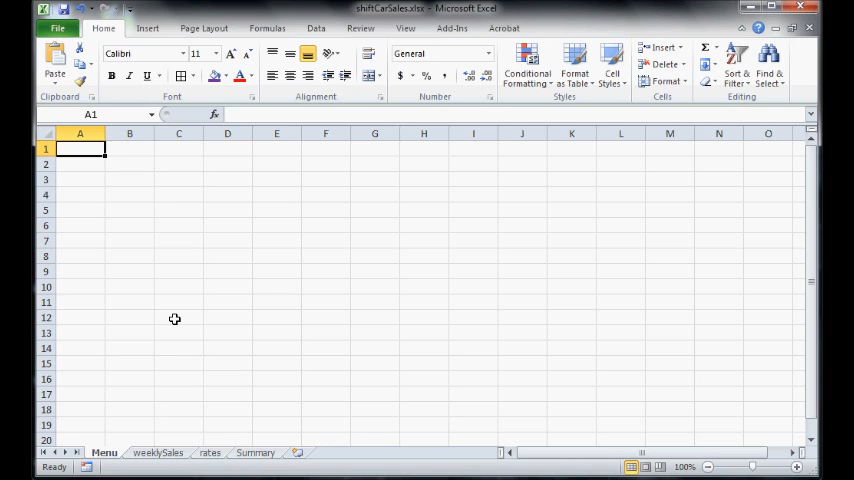 shiftCarSales.xlsx - Microsoft Excel
File Home Insert Page Layout Formulas Data Review View Add-Ins Acrobat
Calibri 11 General Insert Σ
Paste B I U A $ % , Conditional Formatting Format as Table Cell Styles Delete Format Sort & Filter Find & Select
Clipboard Font Alignment Number Styles Cells Editing
A1 fx
A B C D E F G H I J K L M N O
1
2
3
4
5
6
7
8
9
10
11
12
13
14
15
16
17
18
19
20
Menu weeklySales rates Summary
Ready 100%